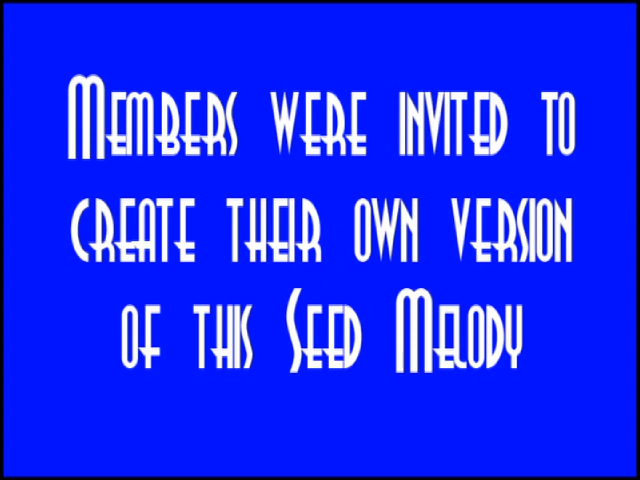 Members were invited to
create their own version
of this Seed Melody